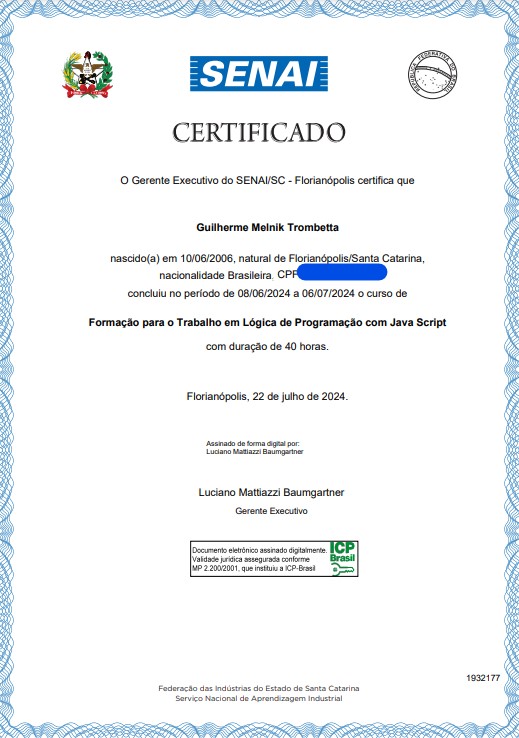 SENAI
REPÚBLICA FEDERATIVA DO BRASIL
CERTIFICADO
O Gerente Executivo do SENAI/SC - Florianópolis certifica que
Guilherme Melnik Trombetta
nascido(a) em 10/06/2006, natural de Florianópolis/Santa Catarina,
nacionalidade Brasileira, CPF
concluiu no período de 08/06/2024 a 06/07/2024 o curso de
Formação para o Trabalho em Lógica de Programação com Java Script
com duração de 40 horas.
Florianópolis, 22 de julho de 2024.
Assinado de forma digital por:
Luciano Mattiazzi Baumgartner
Luciano Mattiazzi Baumgartner
Gerente Executivo
Documento eletrônico assinado digitalmente.
Validade jurídica assegurada conforme
MP 2.200/2001, que instituiu a ICP-Brasil
ICP
Brasil
1932177
Federação das Indústrias do Estado de Santa Catarina
Serviço Nacional de Aprendizagem Industrial